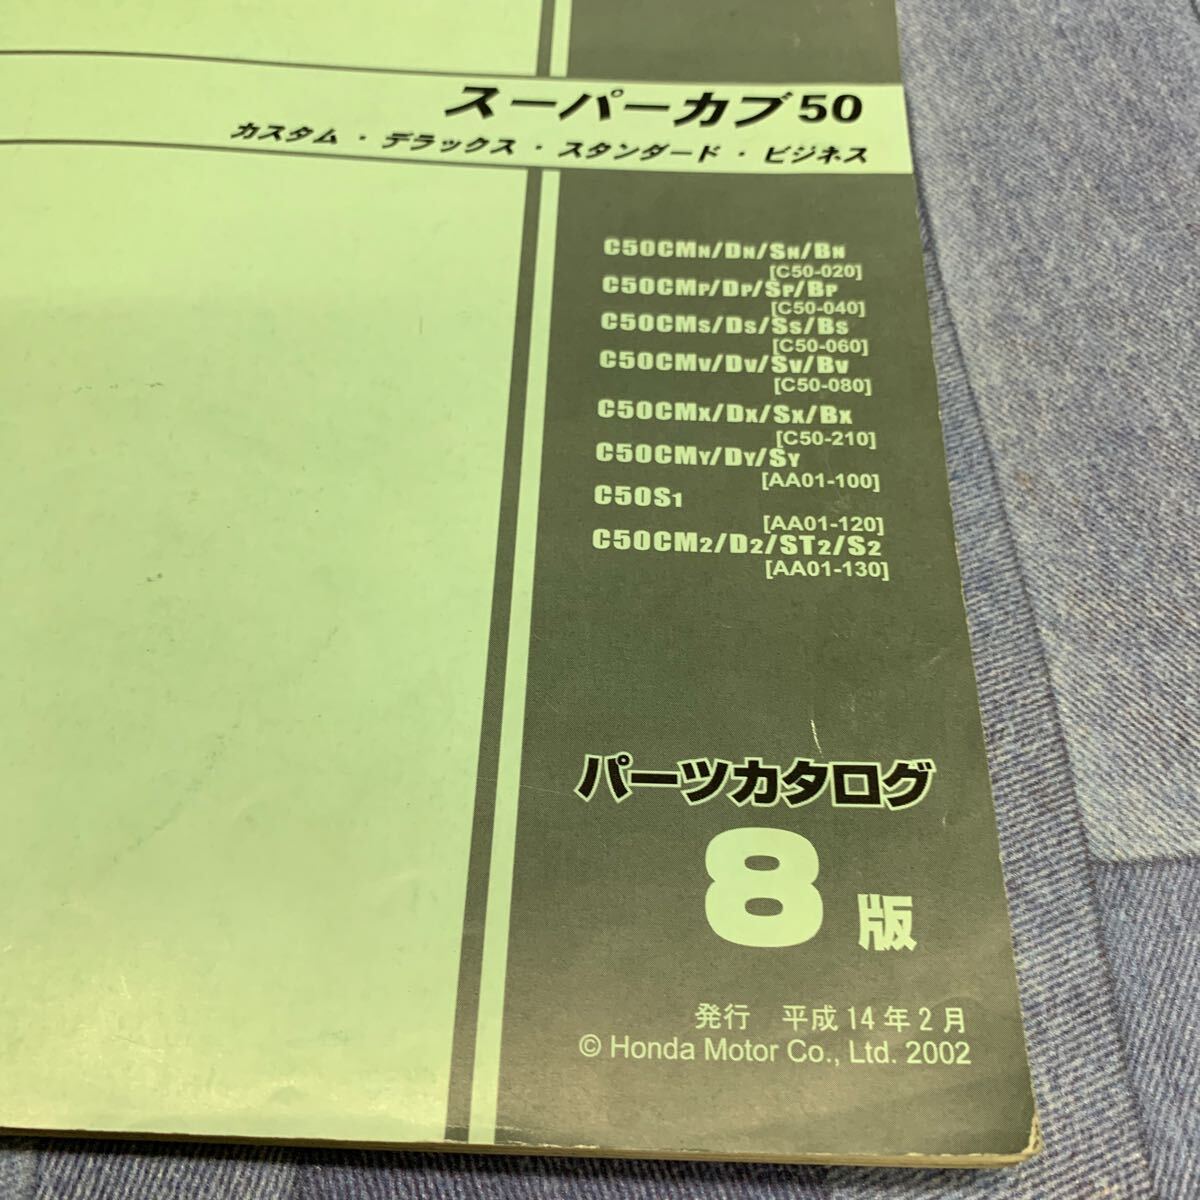 スーパーカブ50
カスタム・デラックス・スタンダード・ビジネス
C50CMN/DN/SN/BN
[C50-020]
C50CMP/DP/SP/BP
[C50-040]
C50CMS/DS/SS/BS
[C50-060]
C50CMV/DV/SV/BV
[C50-080]
C50CMX/DX/SX/BX
[C50-210]
C50CMY/DY/SY
[AA01-100]
C50S1
[AA01-120]
C50CM2/D2/ST2/S2
[AA01-130]
パーツカタログ
8版
発行 平成14年2月
© Honda Motor Co., Ltd. 2002